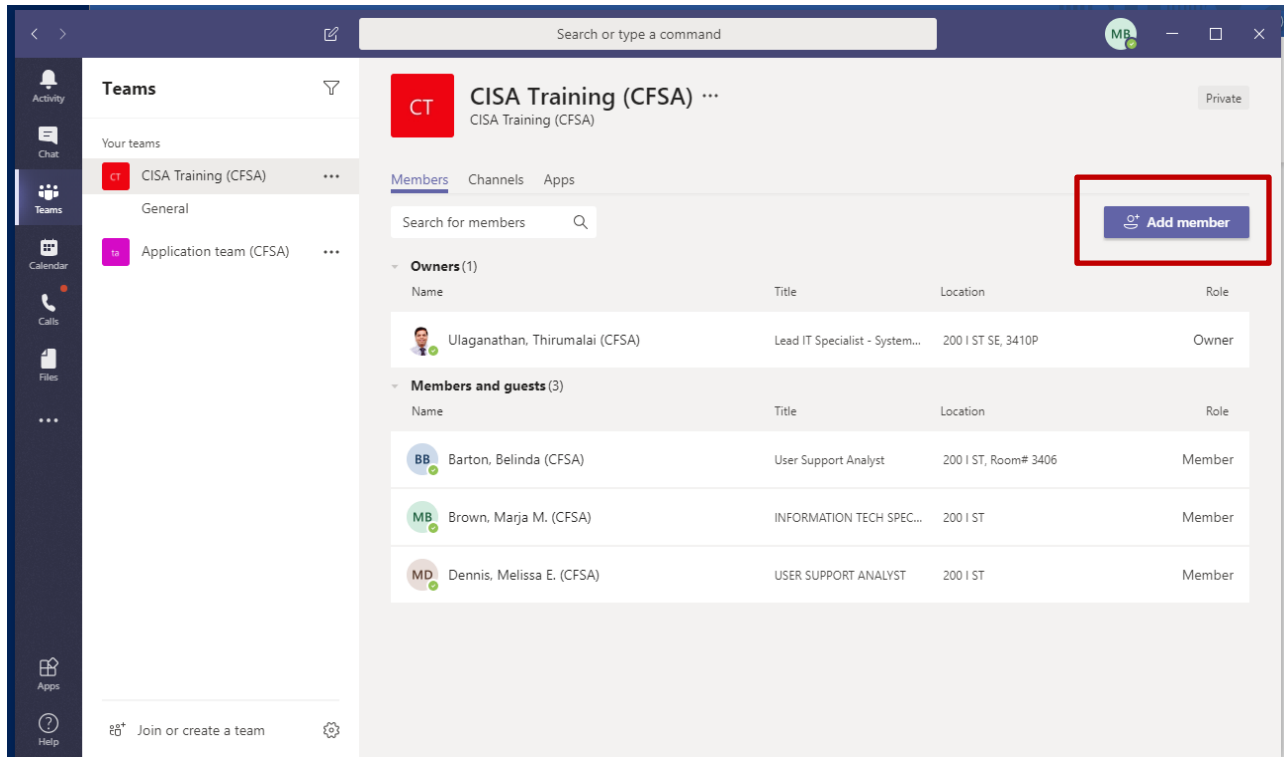 Search or type a command
MB
Activity
Chat
Teams
Calendar
Calls
Files
Apps
Help
Teams
Your teams
CT CISA Training (CFSA) ...
General
ta Application team (CFSA) ...
Join or create a team
CT
CISA Training (CFSA) ...
CISA Training (CFSA)
Private
Members Channels Apps
Search for members
Add member
Owners (1)
Name Title Location Role
Ulaganathan, Thirumalai (CFSA) Lead IT Specialist - System... 200 I ST SE, 3410P Owner
Members and guests (3)
Name Title Location Role
BB Barton, Belinda (CFSA) User Support Analyst 200 I ST, Room# 3406 Member
MB Brown, Marja M. (CFSA) INFORMATION TECH SPEC... 200 I ST Member
MD Dennis, Melissa E. (CFSA) USER SUPPORT ANALYST 200 I ST Member